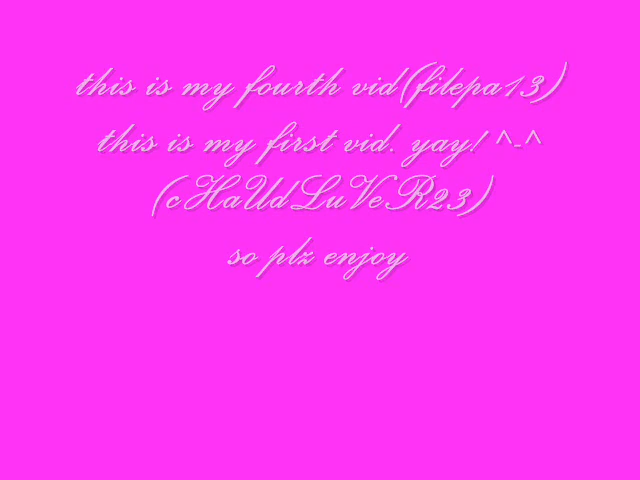 this is my fourth vid(filepa13)
this is my first vid. yay! ^-^
(cHaUdLuVeR23)
so plz enjoy